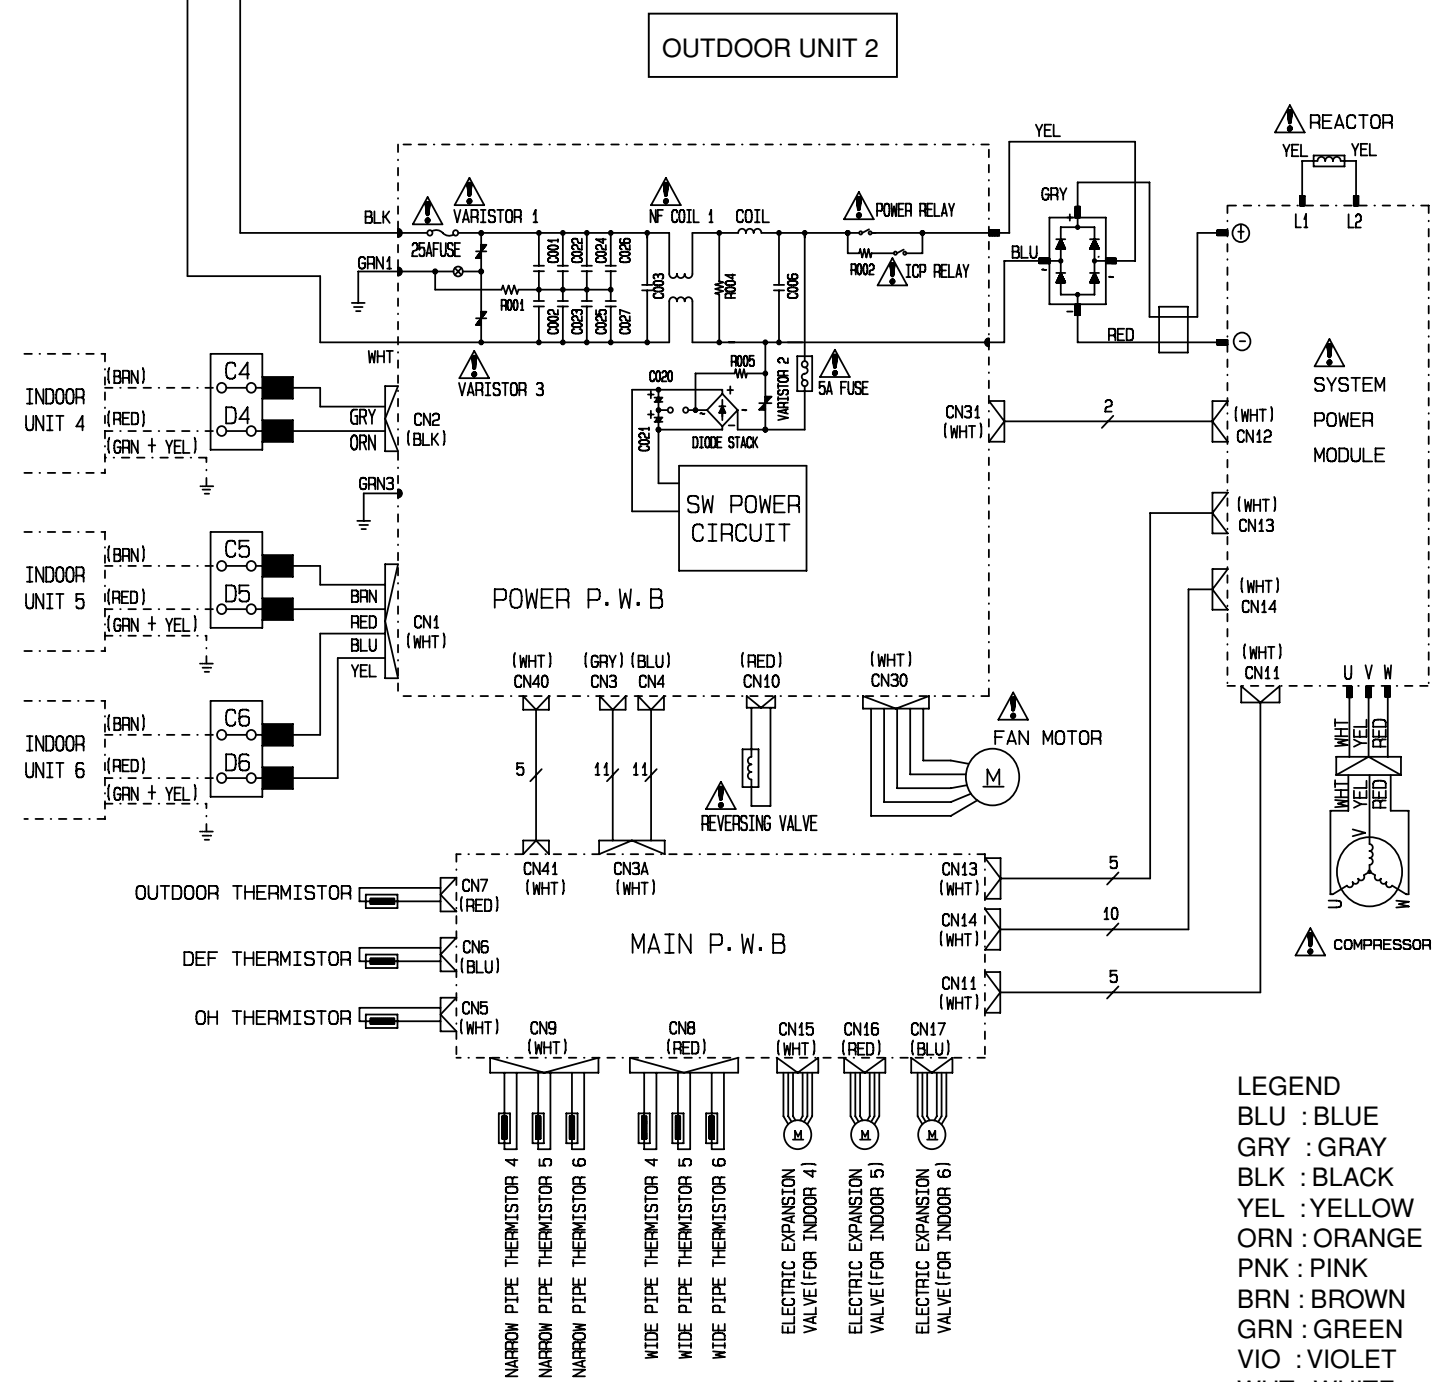 OUTDOOR UNIT 2
REACTOR
YEL
YEL
L1
L2
YEL
GRY
BLU
RED
+
-
~
~
BLK
25AFUSE
VARISTOR 1
GRN1
R001
C001
C022
C024
C026
C002
C023
C025
C027
C003
NF COIL 1
COIL
R004
C006
POWER RELAY
R002
ICP RELAY
WHT
VARISTOR 3
C020
R005
VARISTOR 2
5A FUSE
+
+
C021
~
+
-
~
DIODE STACK
SW POWER
CIRCUIT
POWER P.W.B
INDOOR
UNIT 4
(BRN)
(RED)
(GRN + YEL)
C4
D4
GRY
ORN
CN2
(BLK)
GRN3
INDOOR
UNIT 5
(BRN)
(RED)
(GRN + YEL)
C5
D5
BRN
RED
BLU
YEL
CN1
(WHT)
INDOOR
UNIT 6
(BRN)
(RED)
(GRN + YEL)
C6
D6
CN31
(WHT)
2
(WHT)
CN12
SYSTEM
POWER
MODULE
(WHT)
CN13
(WHT)
CN14
(WHT)
CN11
U V W
WHT
YEL
RED
WHT
YEL
RED
V
U
W
COMPRESSOR
(WHT)
CN40
(GRY)
CN3
(BLU)
CN4
(RED)
CN10
(WHT)
CN30
FAN MOTOR
M
5
11
11
REVERSING VALVE
CN41
(WHT)
CN3A
(WHT)
MAIN P.W.B
CN13
(WHT)
5
CN14
(WHT)
10
CN11
(WHT)
5
OUTDOOR THERMISTOR
CN7
(RED)
DEF THERMISTOR
CN6
(BLU)
OH THERMISTOR
CN5
(WHT)
CN9
(WHT)
CN8
(RED)
CN15
(WHT)
CN16
(RED)
CN17
(BLU)
M
M
M
NARROW PIPE THERMISTOR 4
NARROW PIPE THERMISTOR 5
NARROW PIPE THERMISTOR 6
WIDE PIPE THERMISTOR 4
WIDE PIPE THERMISTOR 5
WIDE PIPE THERMISTOR 6
ELECTRIC EXPANSION
VALVE(FOR INDOOR 4)
ELECTRIC EXPANSION
VALVE(FOR INDOOR 5)
ELECTRIC EXPANSION
VALVE(FOR INDOOR 6)
LEGEND
BLU : BLUE
GRY : GRAY
BLK : BLACK
YEL : YELLOW
ORN : ORANGE
PNK : PINK
BRN : BROWN
GRN : GREEN
VIO : VIOLET